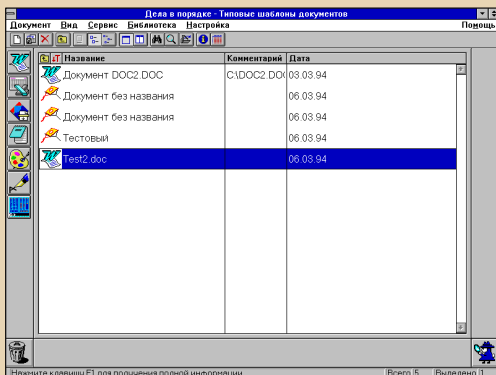 Дела в порядке - Типовые шаблоны документов
Документ Вид Сервис Библиотека Настройка Помощь
Название Комментарий Дата
Документ DOC2.DOC C:\DOC2.DO 03.03.94
Документ без названия 06.03.94
Документ без названия 06.03.94
Тестовый 06.03.94
Test2.doc 06.03.94
Нажмите клавишу F1 для получения полной информации Всего 5 Выделено 1